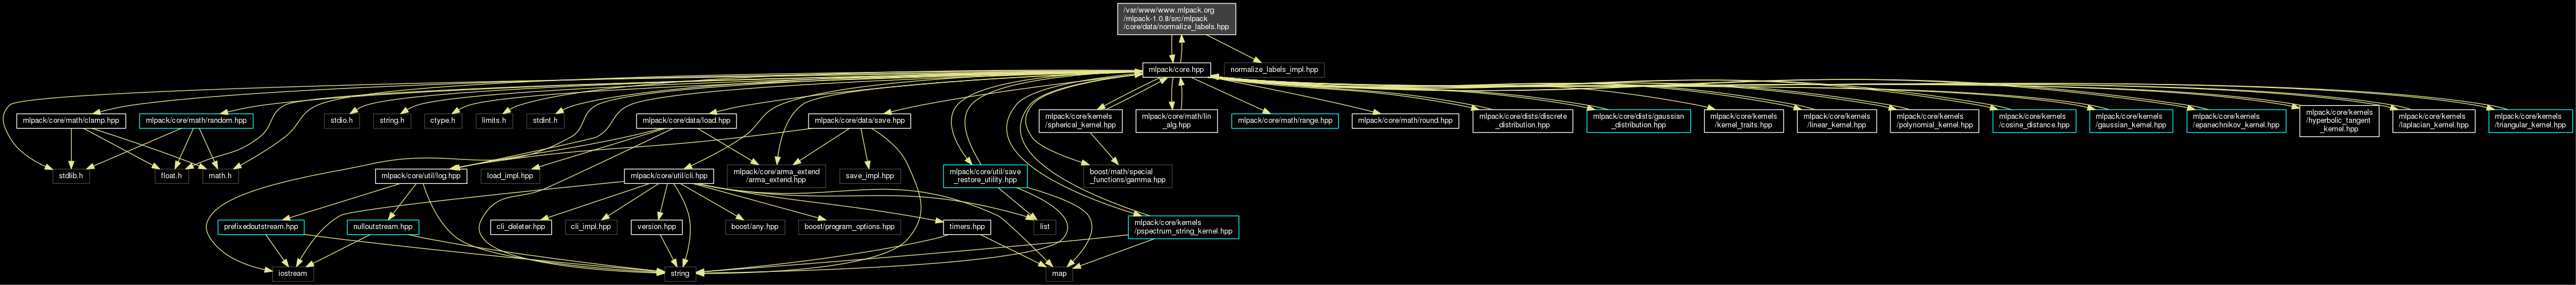 /var/www/www.mlpack.org
/mlpack-1.0.8/src/mlpack
/core/data/normalize_labels.hpp
mlpack/core.hpp
normalize_labels_impl.hpp
mlpack/core/math/clamp.hpp
mlpack/core/math/random.hpp
stdio.h
string.h
ctype.h
limits.h
stdint.h
mlpack/core/data/load.hpp
mlpack/core/data/save.hpp
mlpack/core/kernels
/spherical_kernel.hpp
mlpack/core/math/lin
_alg.hpp
mlpack/core/math/range.hpp
mlpack/core/math/round.hpp
mlpack/core/dists/discrete
_distribution.hpp
mlpack/core/dists/gaussian
_distribution.hpp
mlpack/core/kernels
/kernel_traits.hpp
mlpack/core/kernels
/linear_kernel.hpp
mlpack/core/kernels
/polynomial_kernel.hpp
mlpack/core/kernels
/cosine_distance.hpp
mlpack/core/kernels
/gaussian_kernel.hpp
mlpack/core/kernels
/epanechnikov_kernel.hpp
mlpack/core/kernels
/hyperbolic_tangent
_kernel.hpp
mlpack/core/kernels
/laplacian_kernel.hpp
mlpack/core/kernels
/triangular_kernel.hpp
stdlib.h
float.h
math.h
mlpack/core/util/log.hpp
load_impl.hpp
mlpack/core/util/cli.hpp
mlpack/core/arma_extend
/arma_extend.hpp
save_impl.hpp
mlpack/core/util/save
_restore_utility.hpp
boost/math/special
_functions/gamma.hpp
prefixedoutstream.hpp
nulloutstream.hpp
cli_deleter.hpp
cli_impl.hpp
version.hpp
boost/any.hpp
boost/program_options.hpp
timers.hpp
list
mlpack/core/kernels
/pspectrum_string_kernel.hpp
iostream
string
map